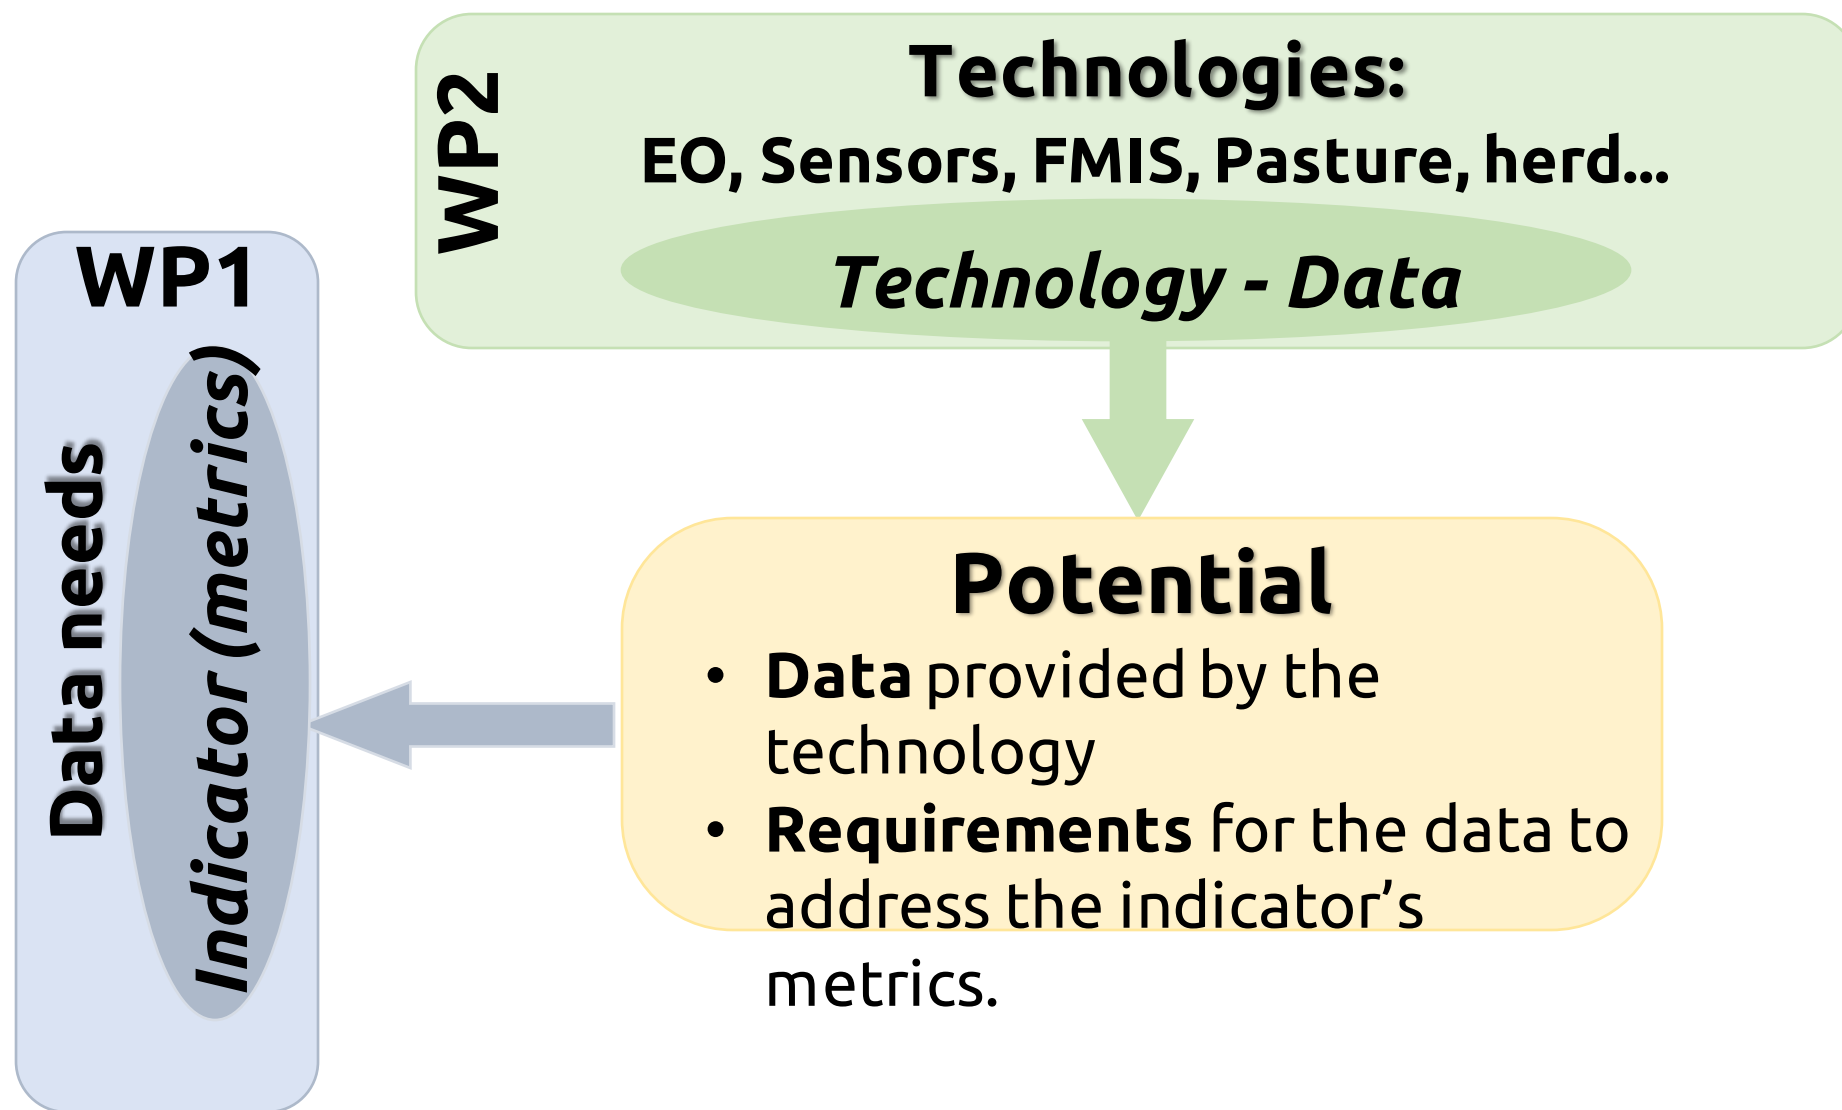 WP2
Technologies:
EO, Sensors, FMIS, Pasture, herd...
Technology - Data
WP1
Data needs
Indicator (metrics)
Potential
• Data provided by the
technology
• Requirements for the data to
address the indicator’s
metrics.